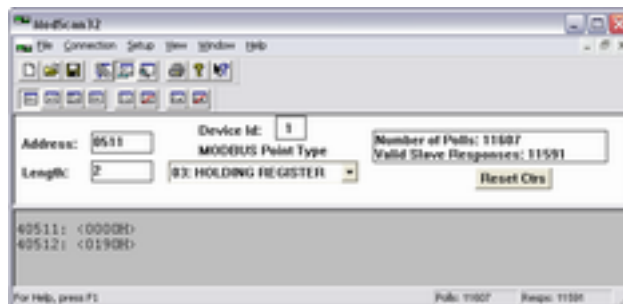 ModScan32
File Connection Setup View Window Help
Address: 0511
Device Id: 1
MODBUS Point Type
Length: 2
03: HOLDING REGISTER
Number of Polls: 11607
Valid Slave Responses: 11591
Reset Ctrs
40511: <0000H>
40512: <0190H>
For Help, press F1
Polls: 11607
Resps: 11591